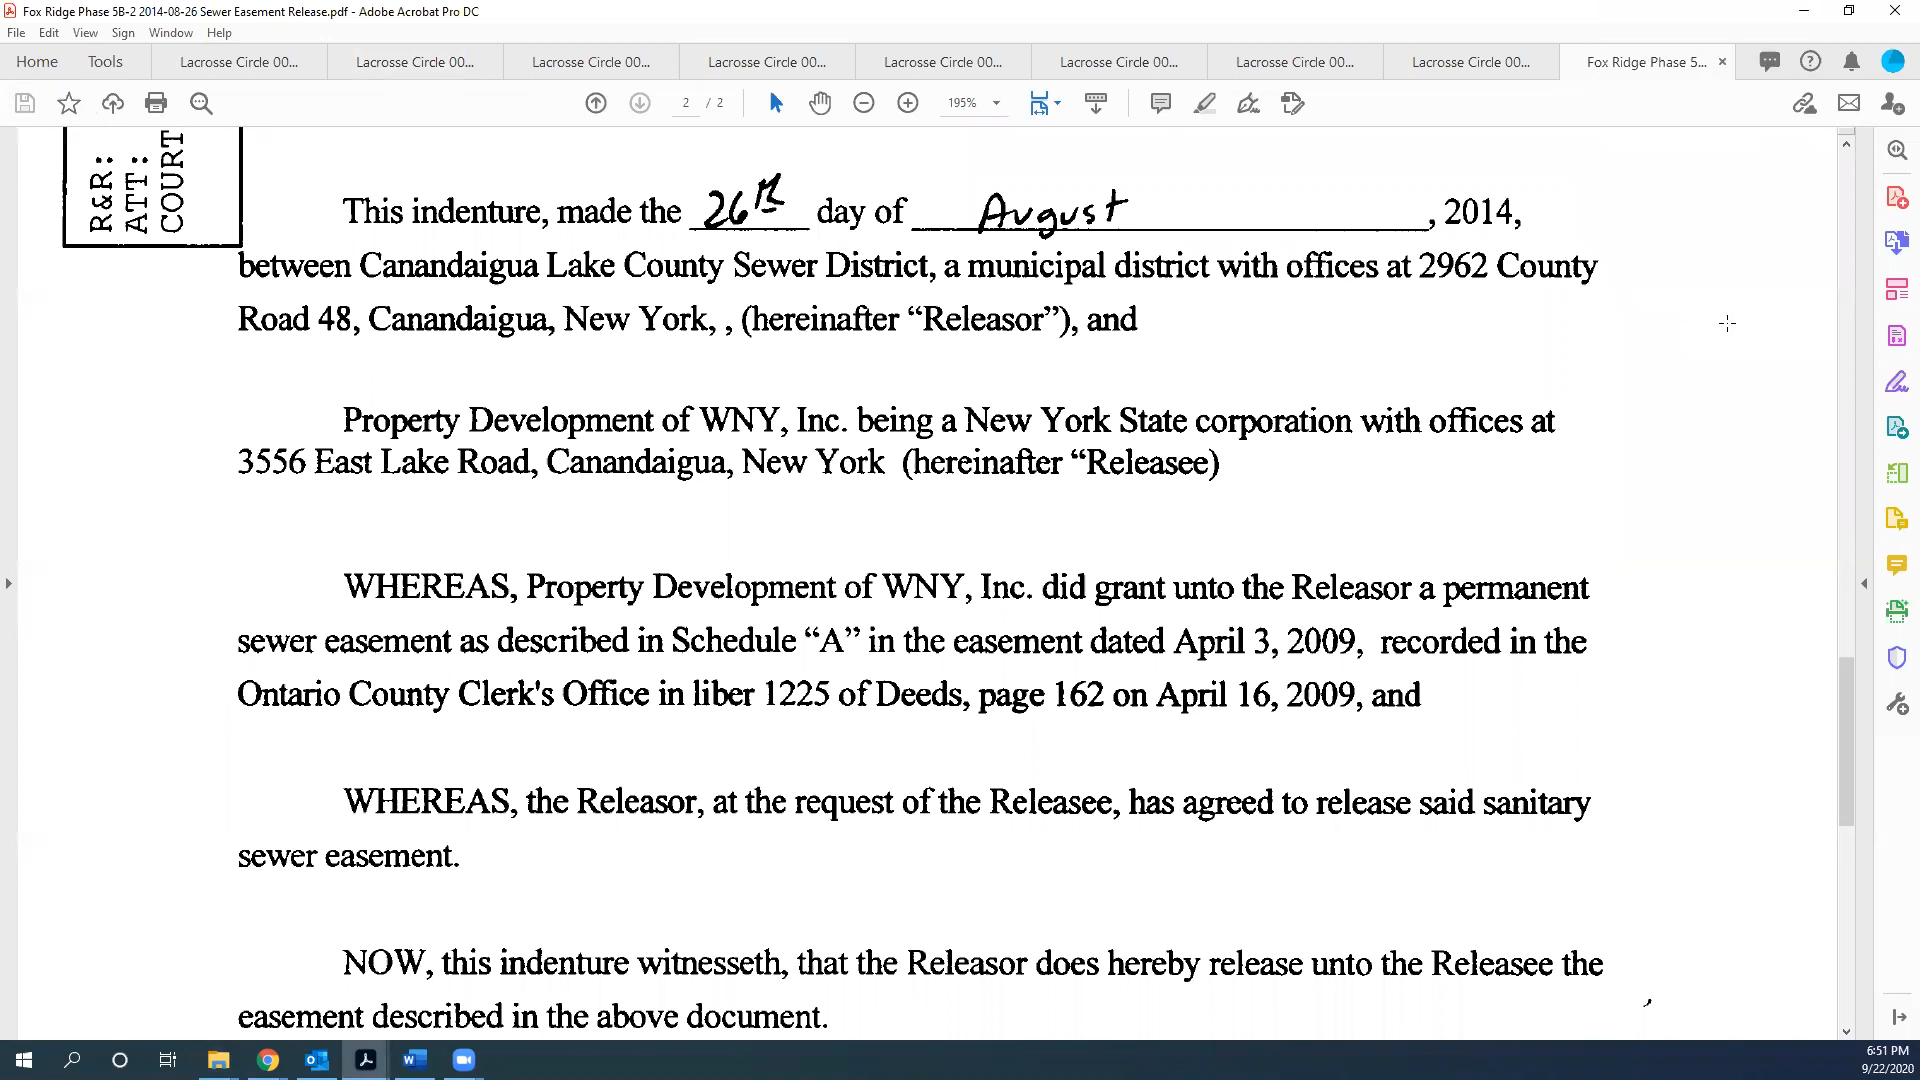 Fox Ridge Phase 5B-2 2014-08-26 Sewer Easement Release.pdf - Adobe Acrobat Pro DC
File Edit View Sign Window Help
Home Tools Lacrosse Circle 00... Lacrosse Circle 00... Lacrosse Circle 00... Lacrosse Circle 00... Lacrosse Circle 00... Lacrosse Circle 00... Lacrosse Circle 00... Lacrosse Circle 00... Fox Ridge Phase 5...
2 / 2 195%
R&R:
ATT:
COURT
This indenture, made the 26th day of August, 2014,
between Canandaigua Lake County Sewer District, a municipal district with offices at 2962 County
Road 48, Canandaigua, New York, , (hereinafter “Releasor”), and
Property Development of WNY, Inc. being a New York State corporation with offices at
3556 East Lake Road, Canandaigua, New York (hereinafter “Releasee)
WHEREAS, Property Development of WNY, Inc. did grant unto the Releasor a permanent
sewer easement as described in Schedule “A” in the easement dated April 3, 2009, recorded in the
Ontario County Clerk's Office in liber 1225 of Deeds, page 162 on April 16, 2009, and
WHEREAS, the Releasor, at the request of the Releasee, has agreed to release said sanitary
sewer easement.
NOW, this indenture witnesseth, that the Releasor does hereby release unto the Releasee the
easement described in the above document.
6:51 PM
9/22/2020